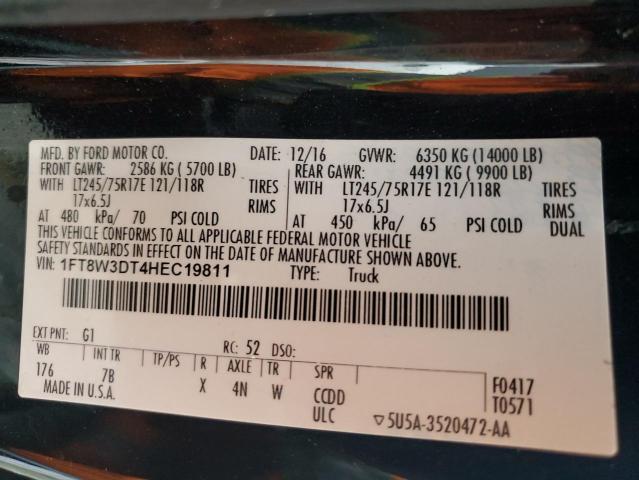 MFD. BY FORD MOTOR CO. DATE: 12/16 GVWR: 6350 KG (14000 LB)
FRONT GAWR: 2586 KG ( 5700 LB) REAR GAWR: 4491 KG ( 9900 LB)
WITH LT245/75R17E 121/118R TIRES WITH LT245/75R17E 121/118R TIRES
17x6.5J RIMS 17x6.5J RIMS
AT 480 kPa/ 70 PSI COLD AT 450 kPa/ 65 PSI COLD DUAL
THIS VEHICLE CONFORMS TO ALL APPLICABLE FEDERAL MOTOR VEHICLE
SAFETY STANDARDS IN EFFECT ON THE DATE OF MANUFACTURE SHOWN ABOVE.
VIN: 1FT8W3DT4HEC19811 TYPE: Truck
EXT PNT: G1 RC: 52 DSO:
WB INT TR TP/PS R AXLE TR SPR
176 7B X 4N W CCDD F0417
MADE IN U.S.A. ULC T0571
▽5U5A-3520472-AA